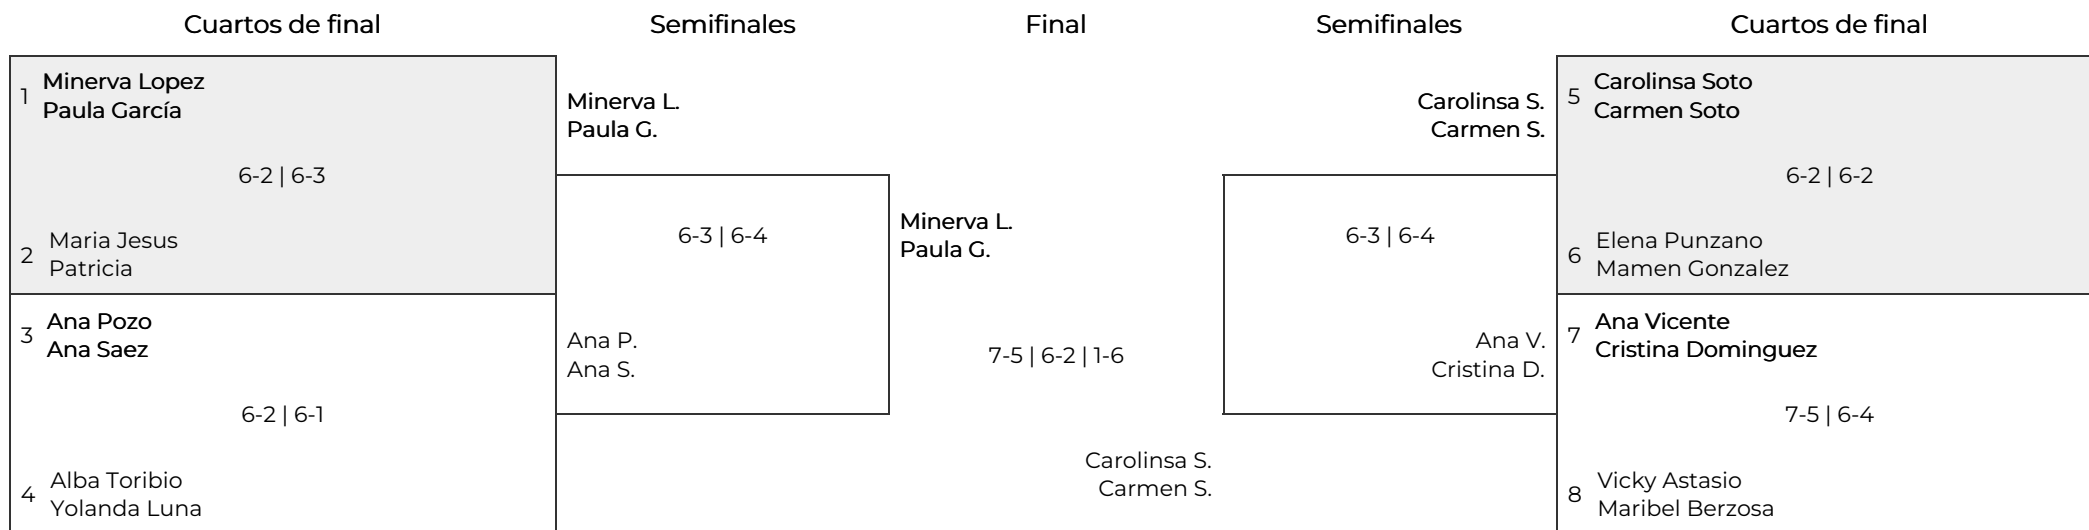 Cuartos de final
Semifinales
Final
Semifinales
Cuartos de final
1
Minerva Lopez
Paula García
6-2 | 6-3
2
Maria Jesus
Patricia
3
Ana Pozo
Ana Saez
6-2 | 6-1
4
Alba Toribio
Yolanda Luna
Minerva L.
Paula G.
6-3 | 6-4
Ana P.
Ana S.
Minerva L.
Paula G.
7-5 | 6-2 | 1-6
Carolinsa S.
Carmen S.
Carolinsa S.
Carmen S.
6-3 | 6-4
Ana V.
Cristina D.
5
Carolinsa Soto
Carmen Soto
6-2 | 6-2
6
Elena Punzano
Mamen Gonzalez
7
Ana Vicente
Cristina Dominguez
7-5 | 6-4
8
Vicky Astasio
Maribel Berzosa